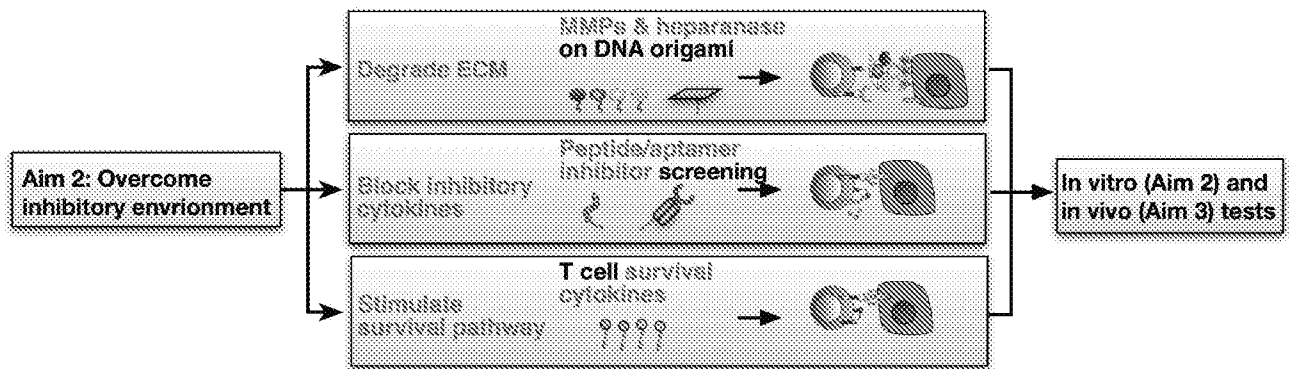 Aim 2: Overcome
inhibitory envrionment
Degrade ECM
MMPs & heparanase
on DNA origami
Block inhibitory
cytokines
Peptide/aptamer
inhibitor screening
Stimulate
survival pathway
T cell survival
cytokines
In vitro (Aim 2) and
in vivo (Aim 3) tests